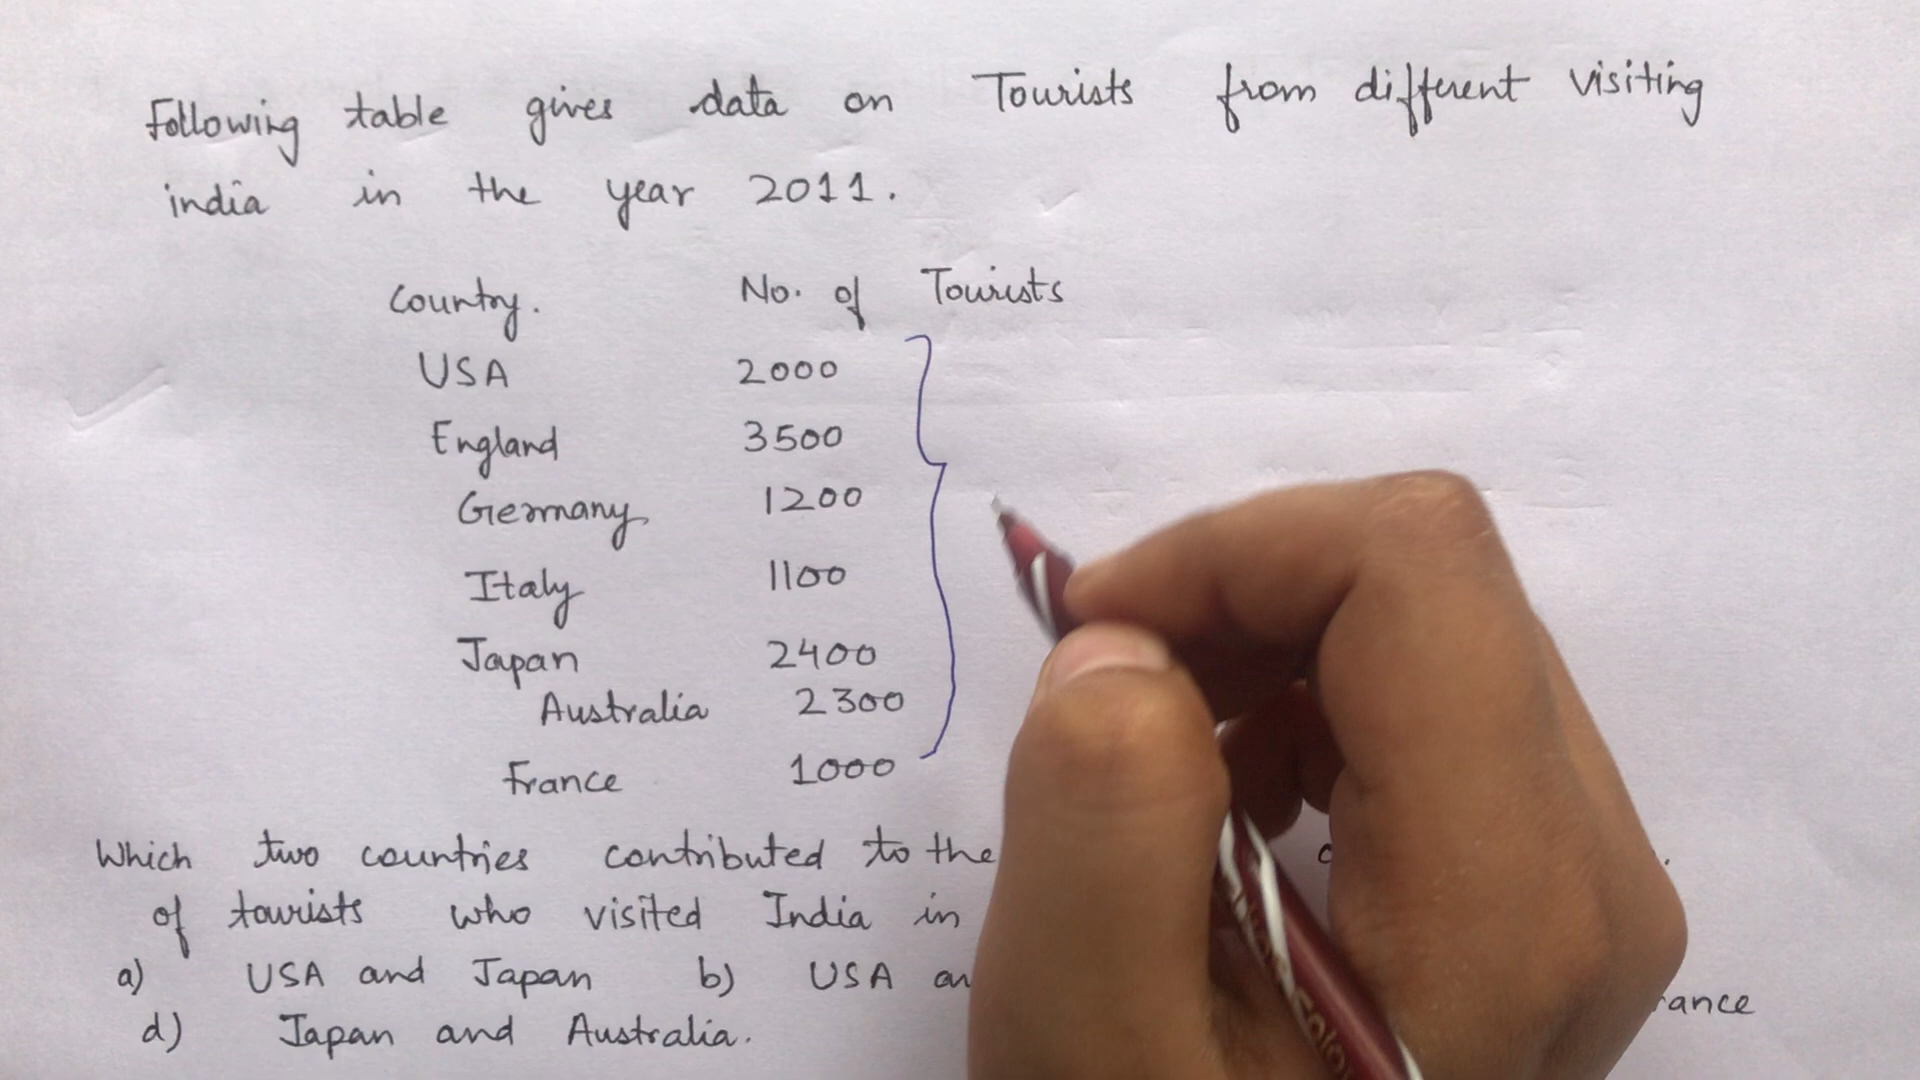 Following table gives data on Tourists from different visiting
india in the year 2011.
Country. No. of Tourists
USA 2000
England 3500
Germany 1200
Italy 1100
Japan 2400
Australia 2300
France 1000
Which two countries contributed to the
of tourists who visited India in
a) USA and Japan b) USA
d) Japan and Australia.